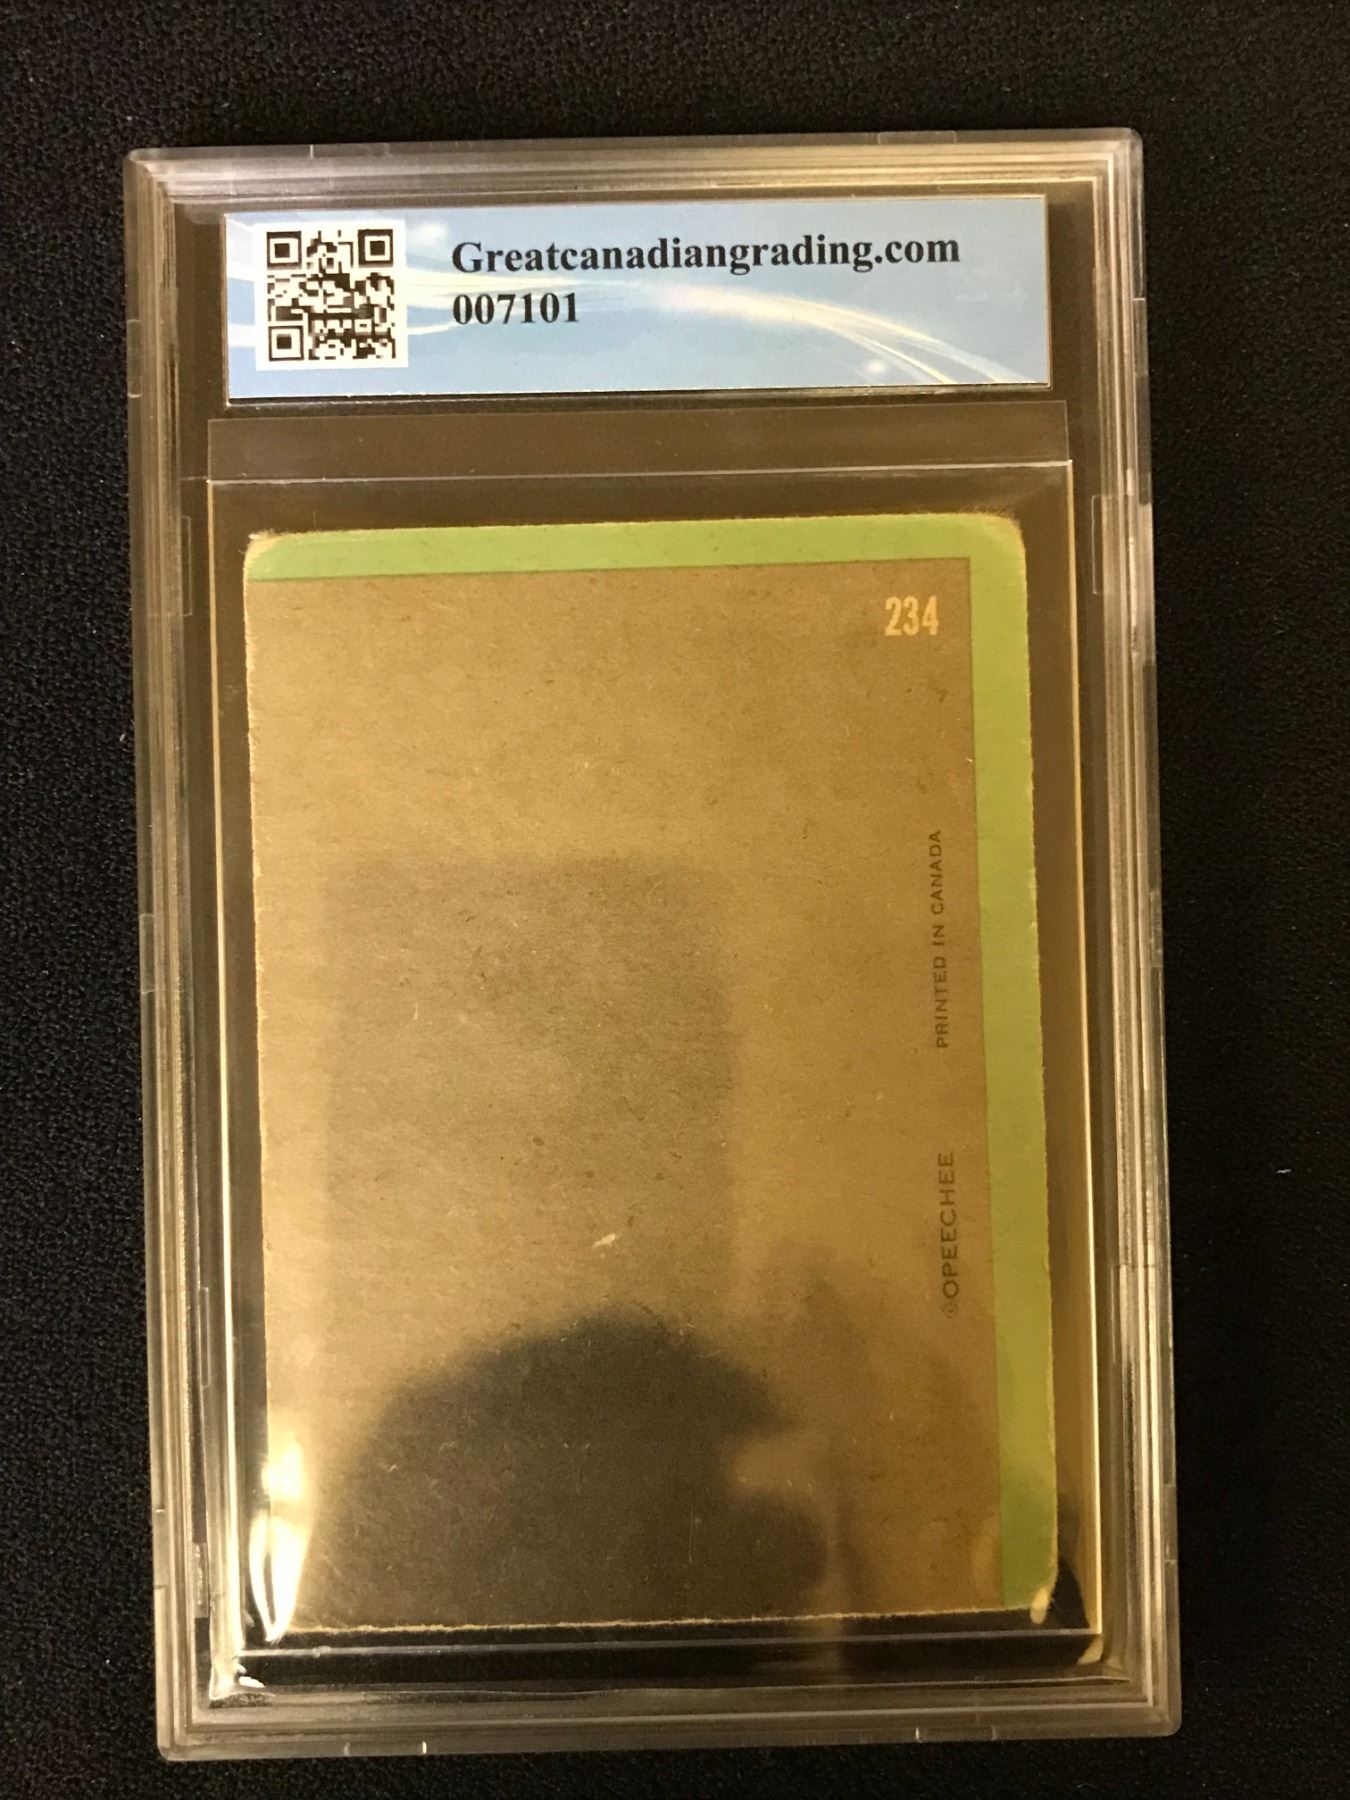 Greatcanadiangrading.com
007101
234
©OPEECHEE PRINTED IN CANADA